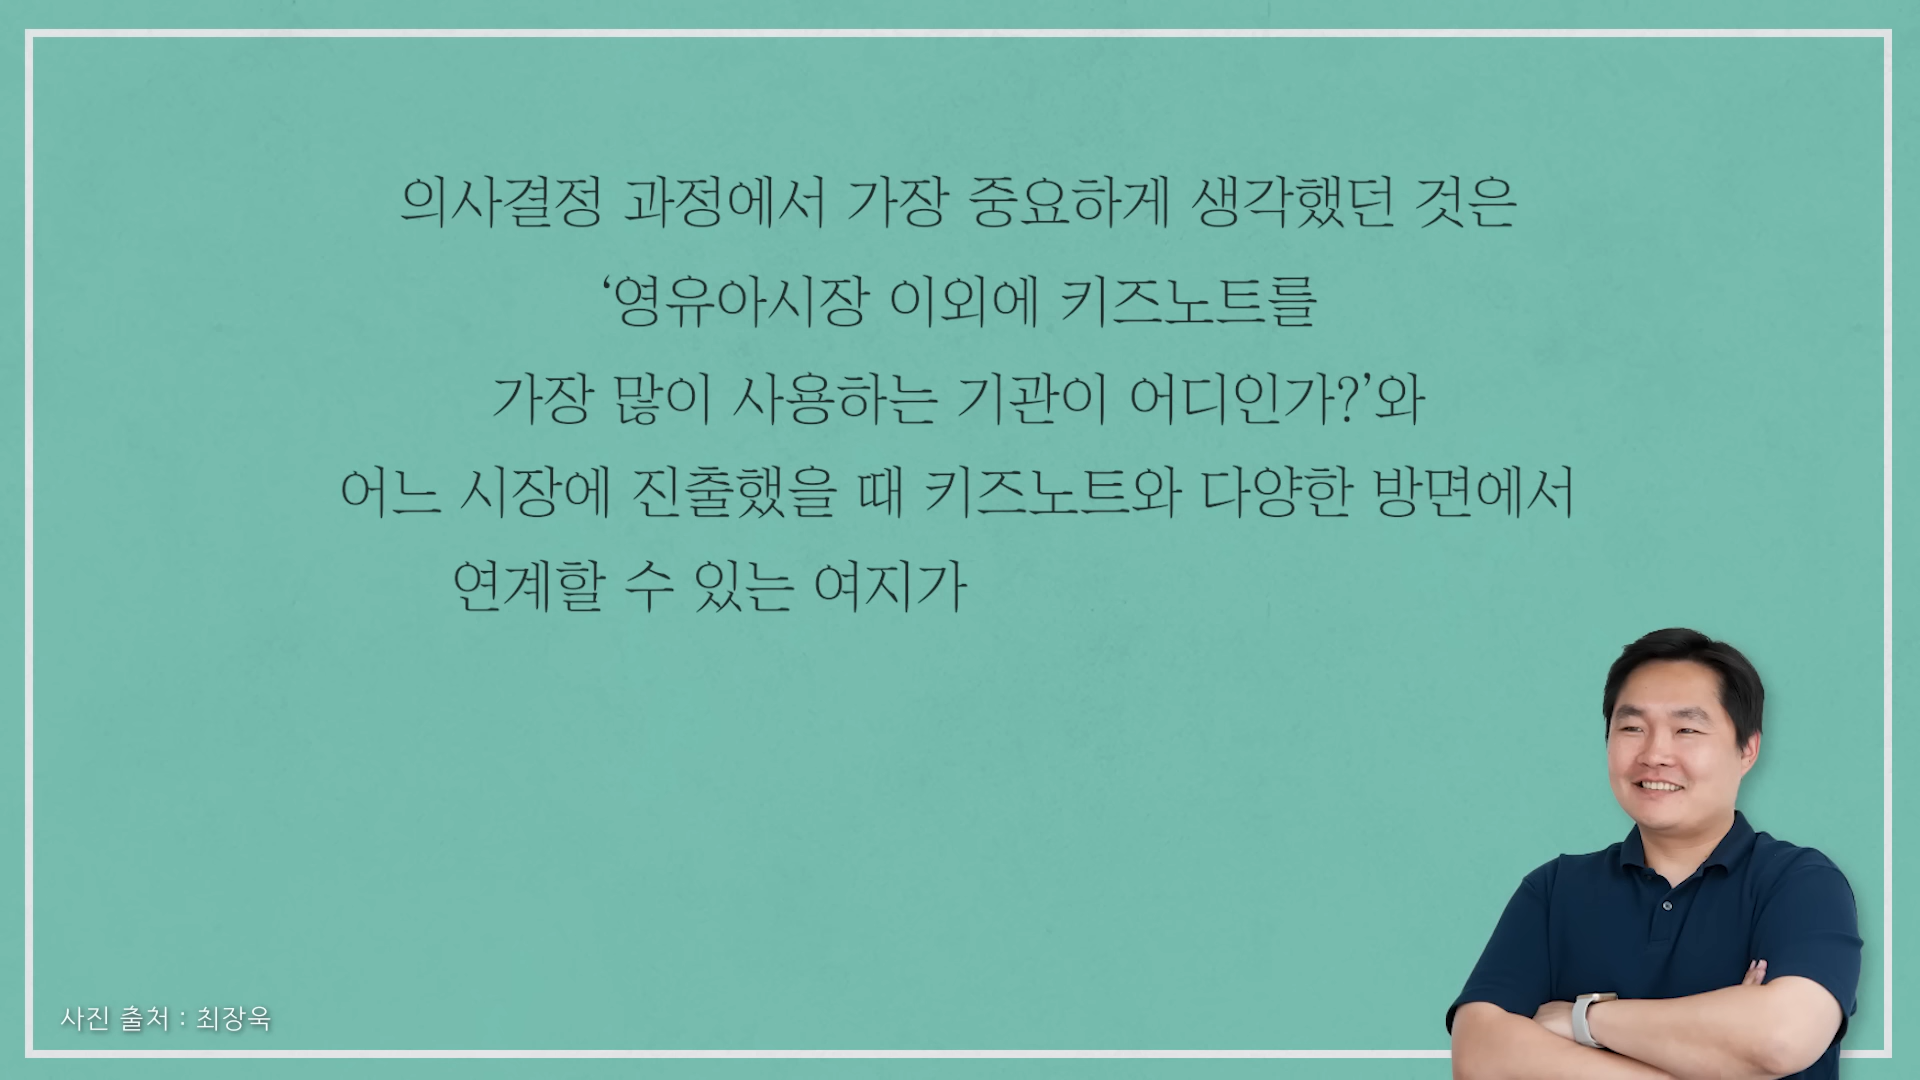 의사결정 과정에서 가장 중요하게 생각했던 것은
‘영유아시장 이외에 키즈노트를
가장 많이 사용하는 기관이 어디인가?’와
어느 시장에 진출했을 때 키즈노트와 다양한 방면에서
연계할 수 있는 여지가
사진 출처 : 최장욱